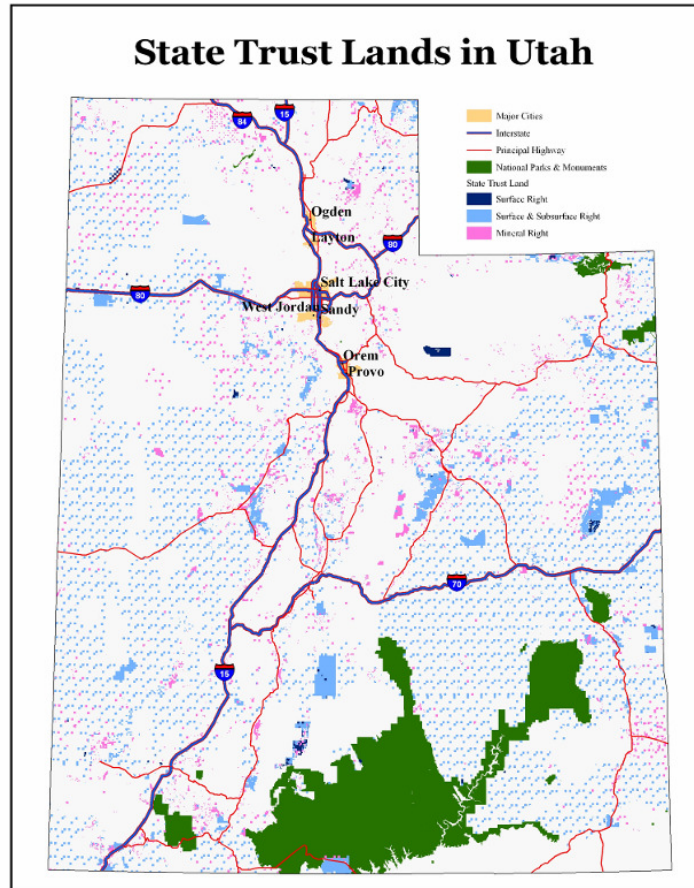 State Trust Lands in Utah
84
15
Major Cities
Interstate
Principal Highway
National Parks & Monuments
State Trust Land
Surface Right
Surface & Subsurface Right
Mineral Right
Ogden
Layton
80
Salt Lake City
80
West Jordan
Sandy
Orem
Provo
70
15